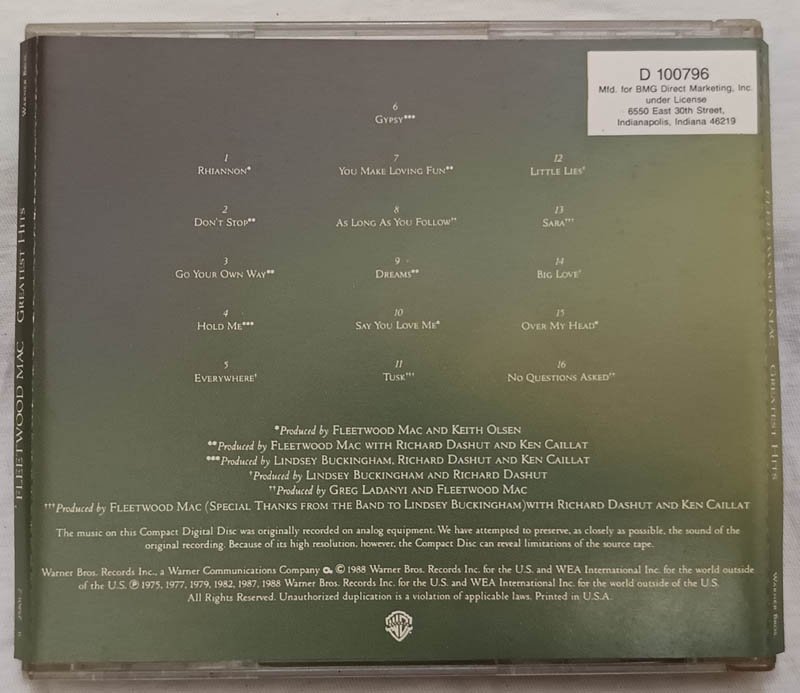 D 100796
Mfd. for BMG Direct Marketing, Inc.
under License
6550 East 30th Street,
Indianapolis, Indiana 46219
1
RHIANNON*
2
DON'T STOP**
3
GO YOUR OWN WAY**
4
HOLD ME***
5
EVERYWHERE†
6
GYPSY***
7
YOU MAKE LOVING FUN**
8
AS LONG AS YOU FOLLOW††
9
DREAMS**
10
SAY YOU LOVE ME*
11
TUSK†††
12
LITTLE LIES†
13
SARA†††
14
BIG LOVE†
15
OVER MY HEAD*
16
NO QUESTIONS ASKED††
*Produced by FLEETWOOD MAC AND KEITH OLSEN
**Produced by FLEETWOOD MAC WITH RICHARD DASHUT AND KEN CAILLAT
***Produced by LINDSEY BUCKINGHAM, RICHARD DASHUT AND KEN CAILLAT
†Produced by LINDSEY BUCKINGHAM AND RICHARD DASHUT
††Produced by GREG LADANYI AND FLEETWOOD MAC
†††Produced by FLEETWOOD MAC (SPECIAL THANKS FROM THE BAND TO LINDSEY BUCKINGHAM)WITH RICHARD DASHUT AND KEN CAILLAT
The music on this Compact Digital Disc was originally recorded on analog equipment. We have attempted to preserve, as closely as possible, the sound of the
original recording. Because of its high resolution, however, the Compact Disc can reveal limitations of the source tape.
Warner Bros. Records Inc., a Warner Communications Company © 1988 Warner Bros. Records Inc. for the U.S. and WEA International Inc. for the world outside
of the U.S. ℗ 1975, 1977, 1979, 1982, 1987, 1988 Warner Bros. Records Inc. for the U.S. and WEA International Inc. for the world outside of the U.S.
All Rights Reserved. Unauthorized duplication is a violation of applicable laws. Printed in U.S.A.
WB
WARNER BROS.
GREATEST HITS
FLEETWOOD MAC
FLEETWOOD MAC
GREATEST HITS
WARNER BROS.